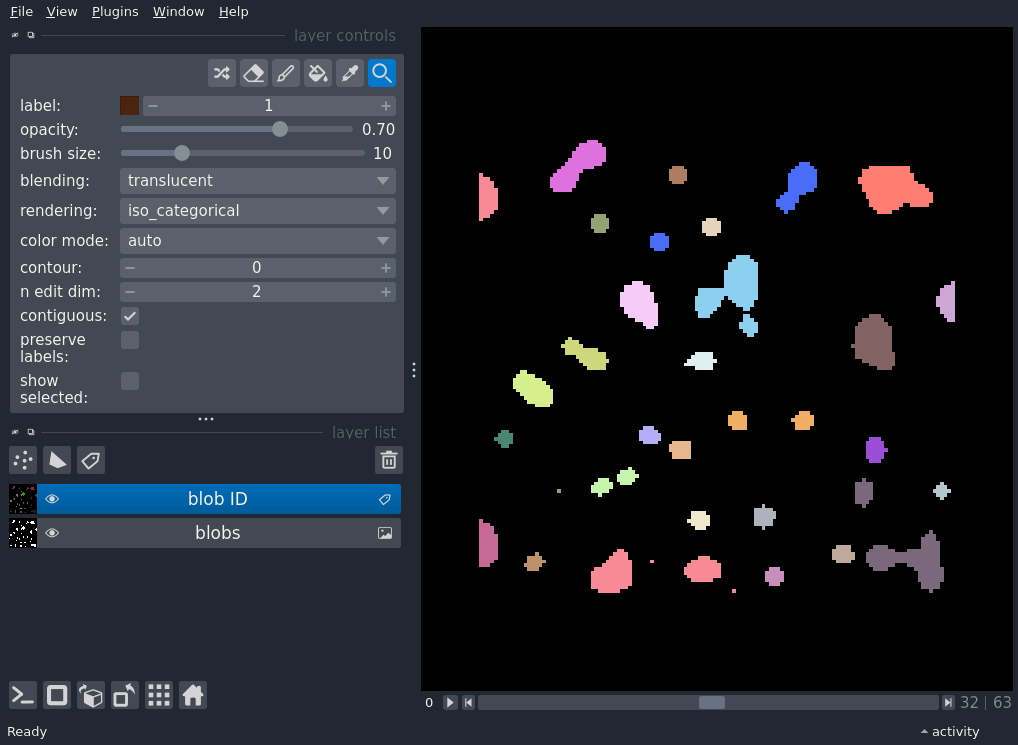 File View Plugins Window Help
layer controls
label: 1
opacity: 0.70
brush size: 10
blending: translucent
rendering: iso_categorical
color mode: auto
contour: 0
n edit dim: 2
contiguous:
preserve
labels:
show
selected:
layer list
blob ID
blobs
0 32 | 63
Ready activity